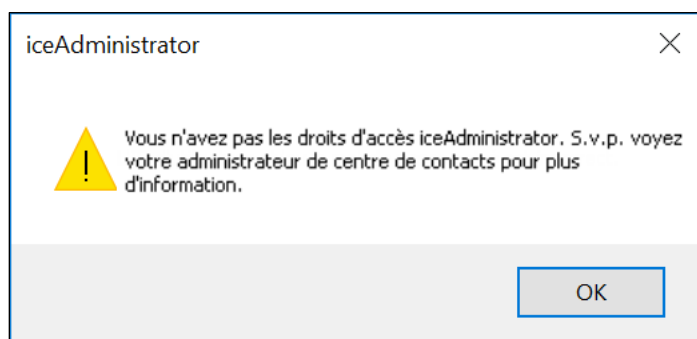 iceAdministrator
Vous n'avez pas les droits d'accès iceAdministrator. S.v.p. voyez
votre administrateur de centre de contacts pour plus
d'information.
OK